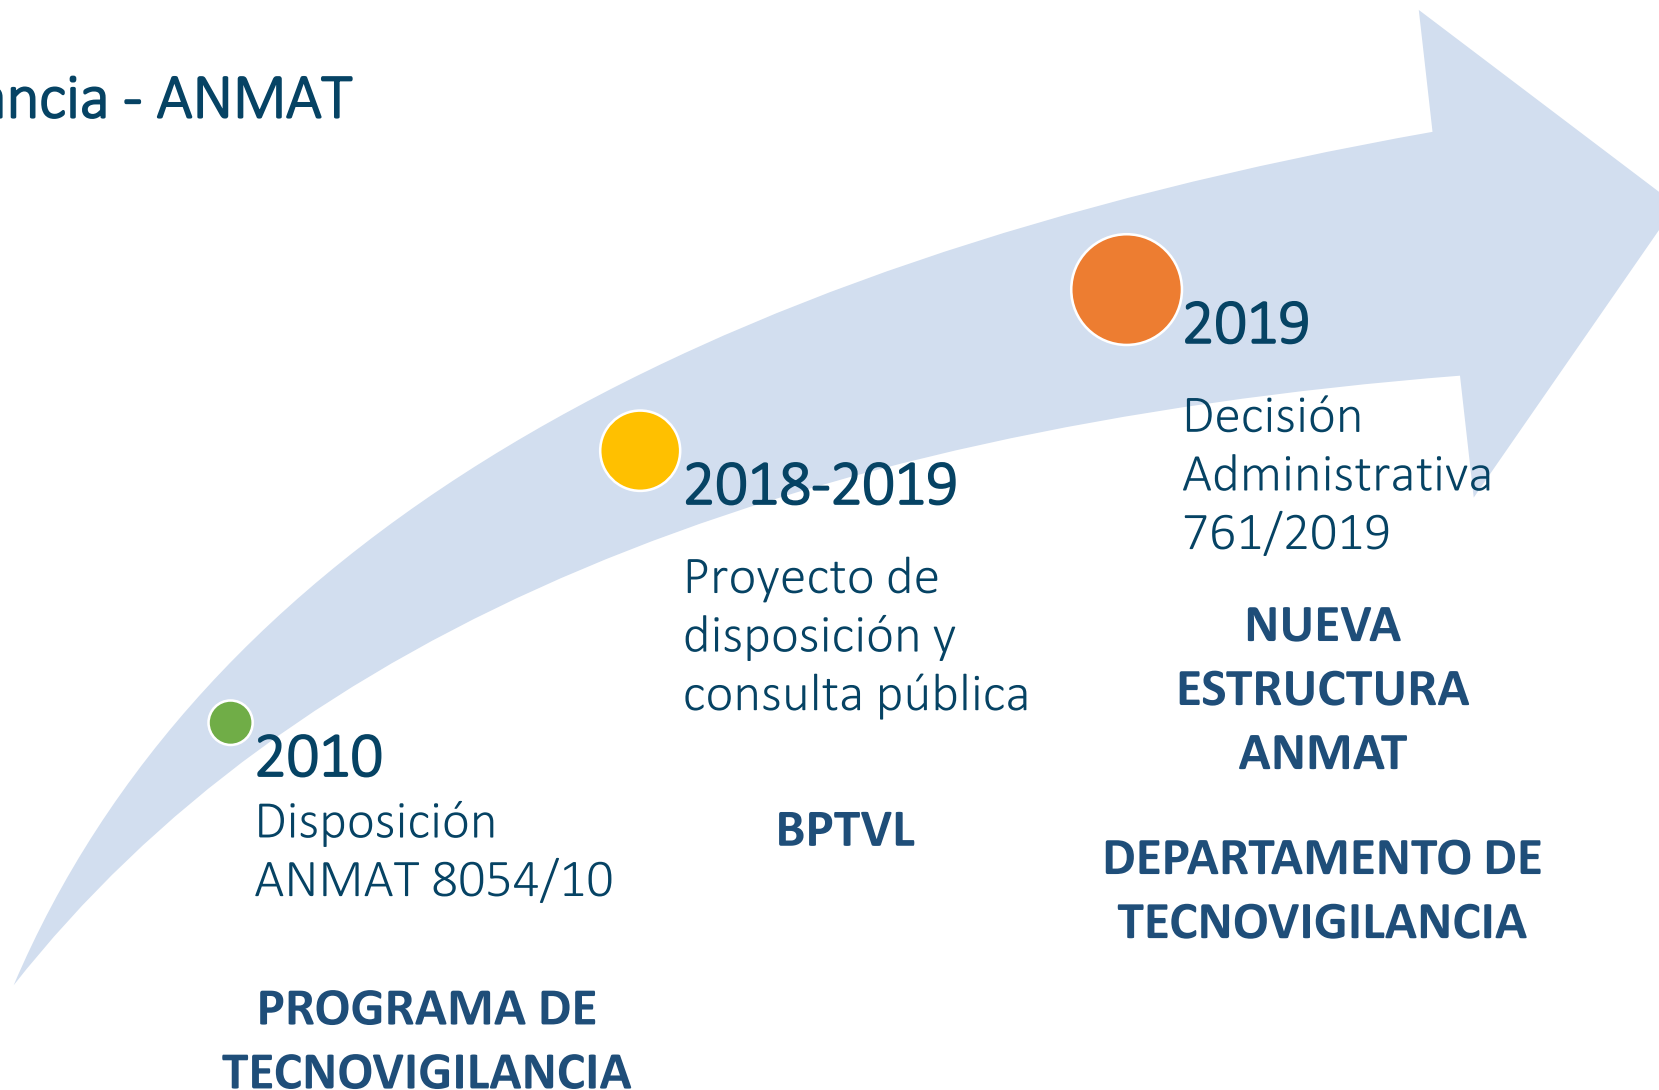 ncia - ANMAT
2010
Disposición
ANMAT 8054/10
PROGRAMA DE
TECNOVIGILANCIA
2018-2019
Proyecto de
disposición y
consulta pública
BPTVL
2019
Decisión
Administrativa
761/2019
NUEVA
ESTRUCTURA
ANMAT
DEPARTAMENTO DE
TECNOVIGILANCIA